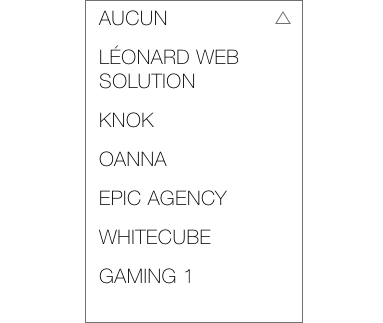 AUCUN
LÉONARD WEB
SOLUTION
KNOK
OANNA
EPIC AGENCY
WHITECUBE
GAMING 1